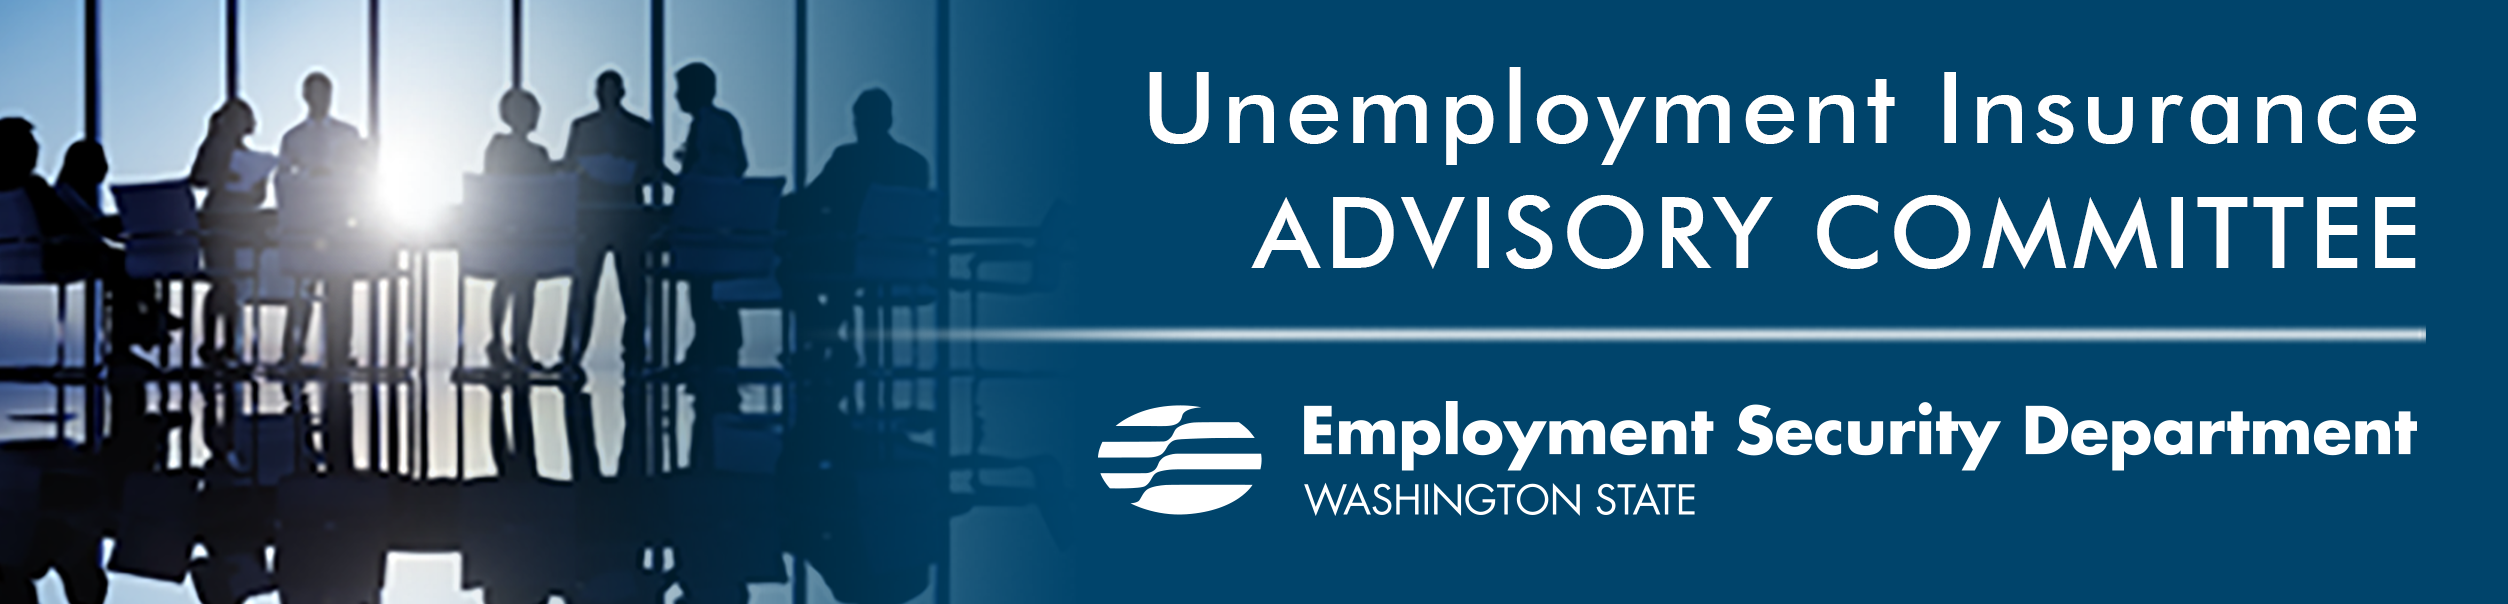 Unemployment Insurance
ADVISORY COMMITTEE
Employment Security Department
WASHINGTON STATE